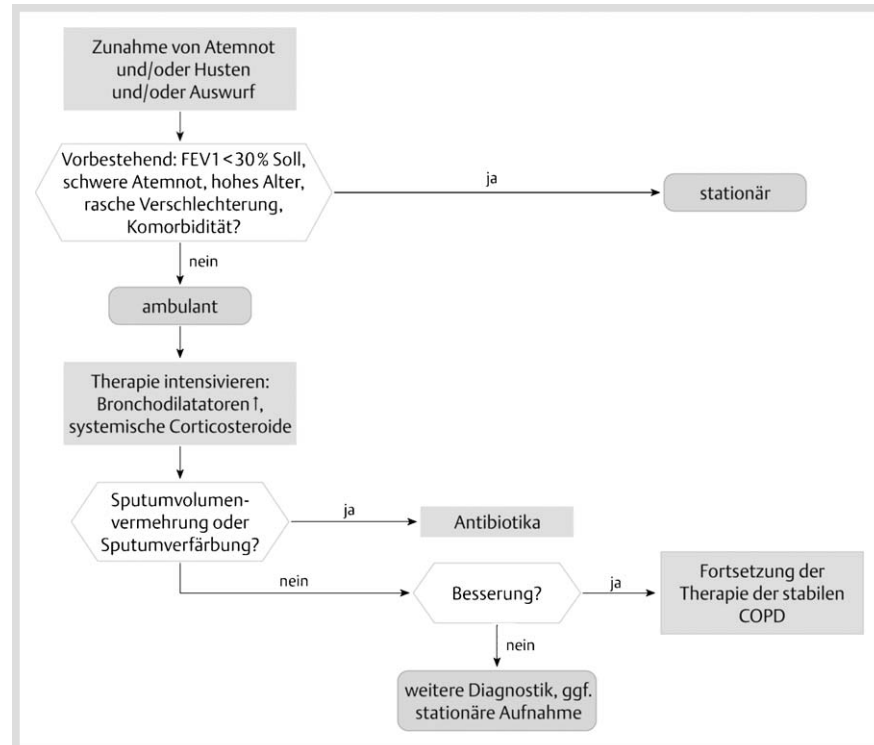 Zunahme von Atemnot
und/oder Husten
und/oder Auswurf
Vorbestehend: FEV1 < 30 % Soll,
schwere Atemnot, hohes Alter,
rasche Verschlechterung,
Komorbidität?
ja
stationär
nein
ambulant
Therapie intensivieren:
Bronchodilatatoren ↑,
systemische Corticosteroide
Sputumvolumen-
vermehrung oder
Sputumverfärbung?
ja
Antibiotika
nein
Besserung?
ja
Fortsetzung der
Therapie der stabilen
COPD
nein
weitere Diagnostik, ggf.
stationäre Aufnahme